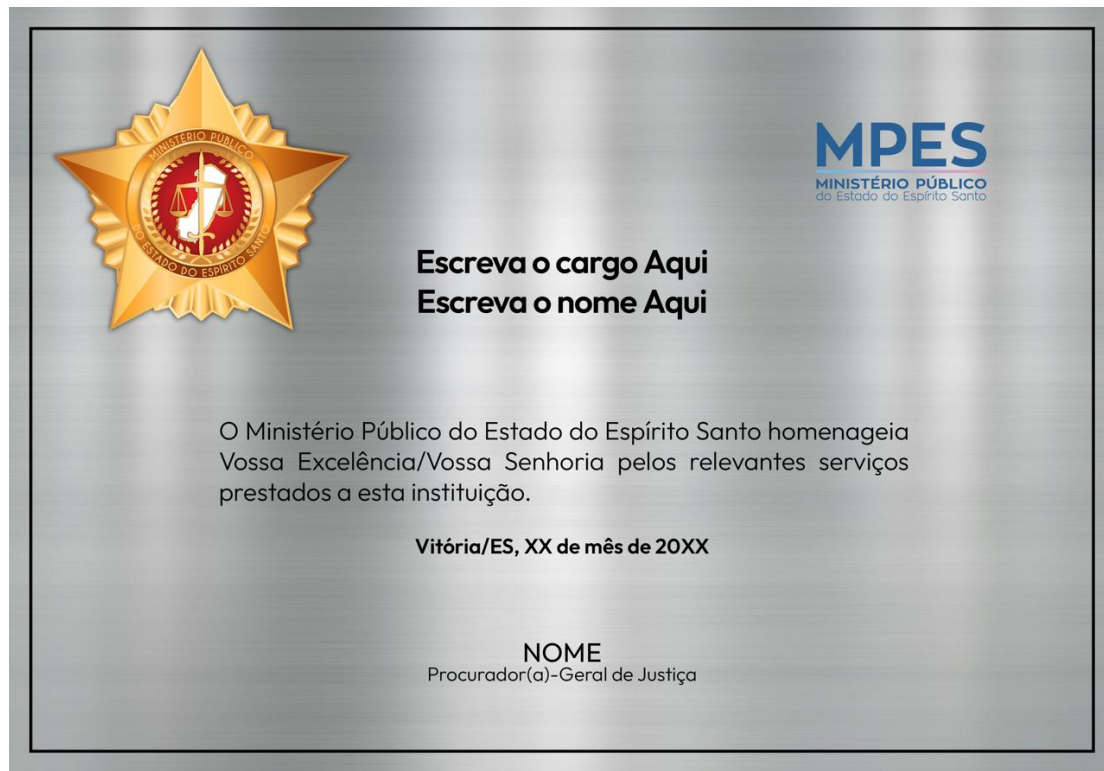 MINISTÉRIO PÚBLICO
DO ESTADO DO ESPÍRITO SANTO
MPES
MINISTÉRIO PÚBLICO
do Estado do Espírito Santo
Escreva o cargo Aqui
Escreva o nome Aqui
O Ministério Público do Estado do Espírito Santo homenageia
Vossa Excelência/Vossa Senhoria pelos relevantes serviços
prestados a esta instituição.
Vitória/ES, XX de mês de 20XX
NOME
Procurador(a)-Geral de Justiça